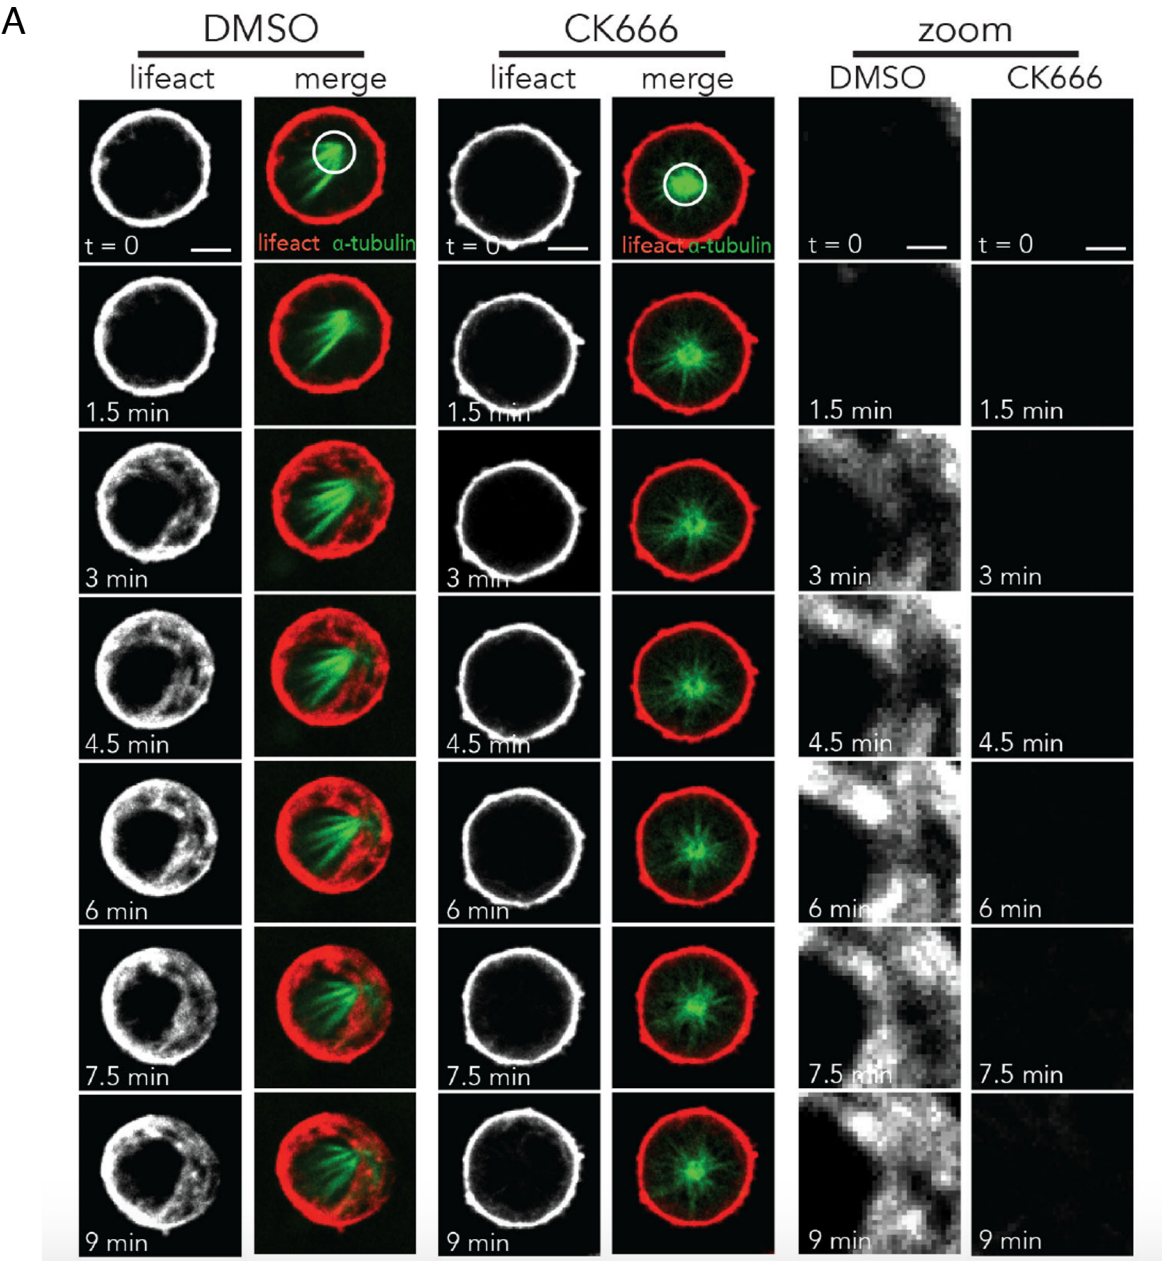 A
DMSO CK666 zoom
lifeact merge lifeact merge DMSO CK666
lifeact α-tubulin lifeact α-tubulin
t = 0 t = 0 t = 0 t = 0
1.5 min 1.5 min 1.5 min 1.5 min
3 min 3 min 3 min 3 min
4.5 min 4.5 min 4.5 min 4.5 min
6 min 6 min 6 min 6 min
7.5 min 7.5 min 7.5 min 7.5 min
9 min 9 min 9 min 9 min